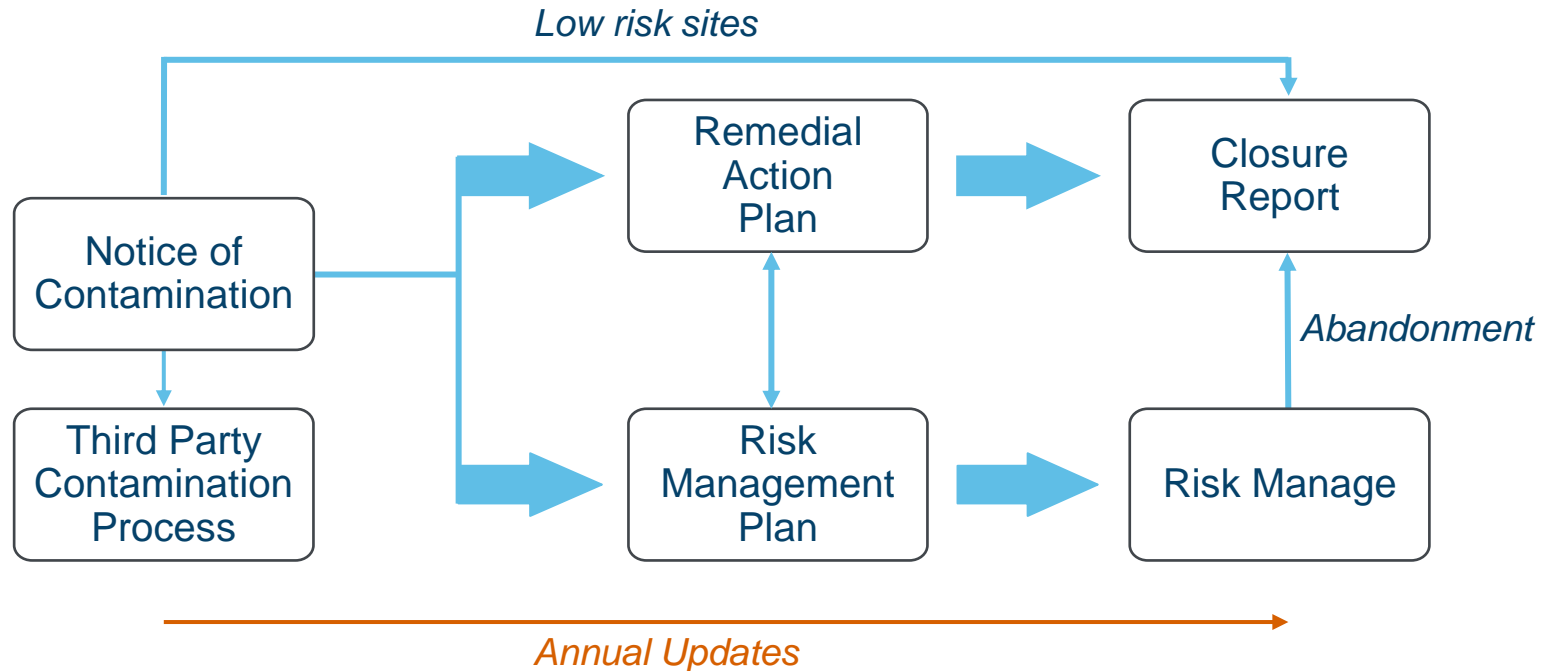 Low risk sites
Remedial
Action
Plan
Closure
Report
Notice of
Contamination
Abandonment
Third Party
Contamination
Process
Risk
Management
Plan
Risk Manage
Annual Updates